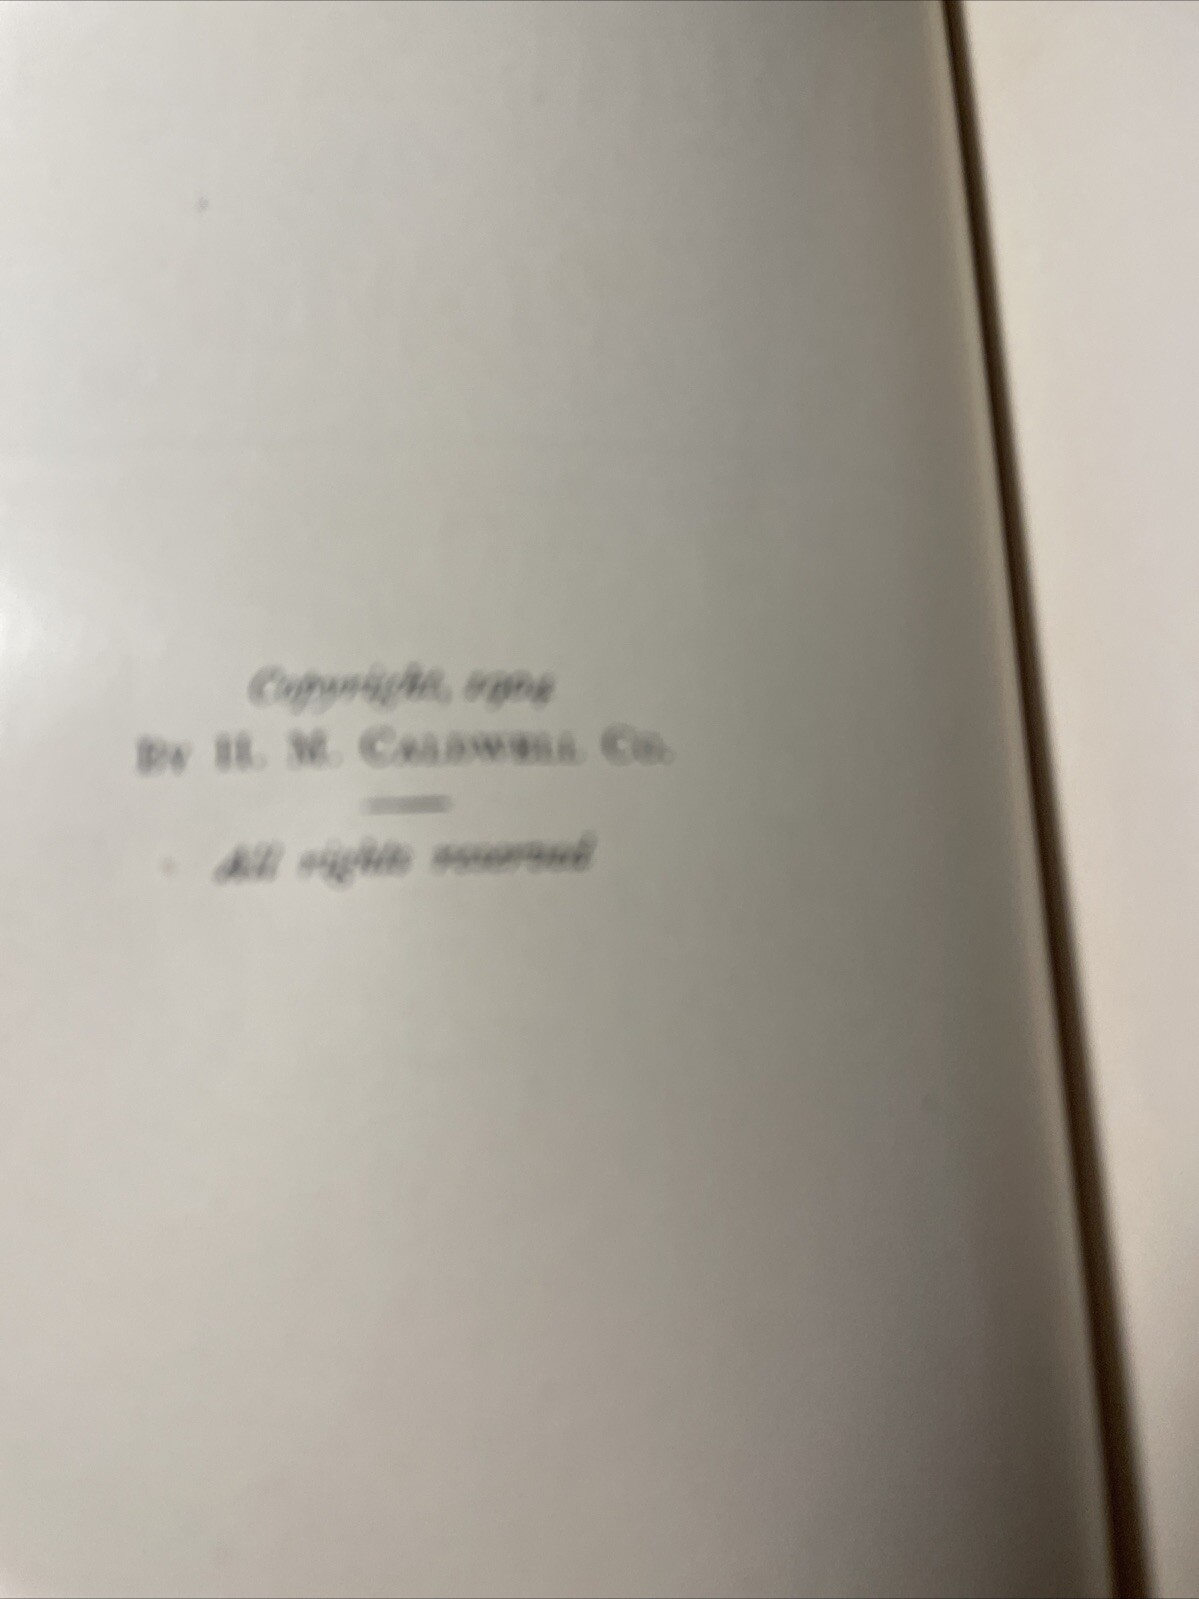 Copyright,
By H. M. Caldwell Co.
All rights reserved